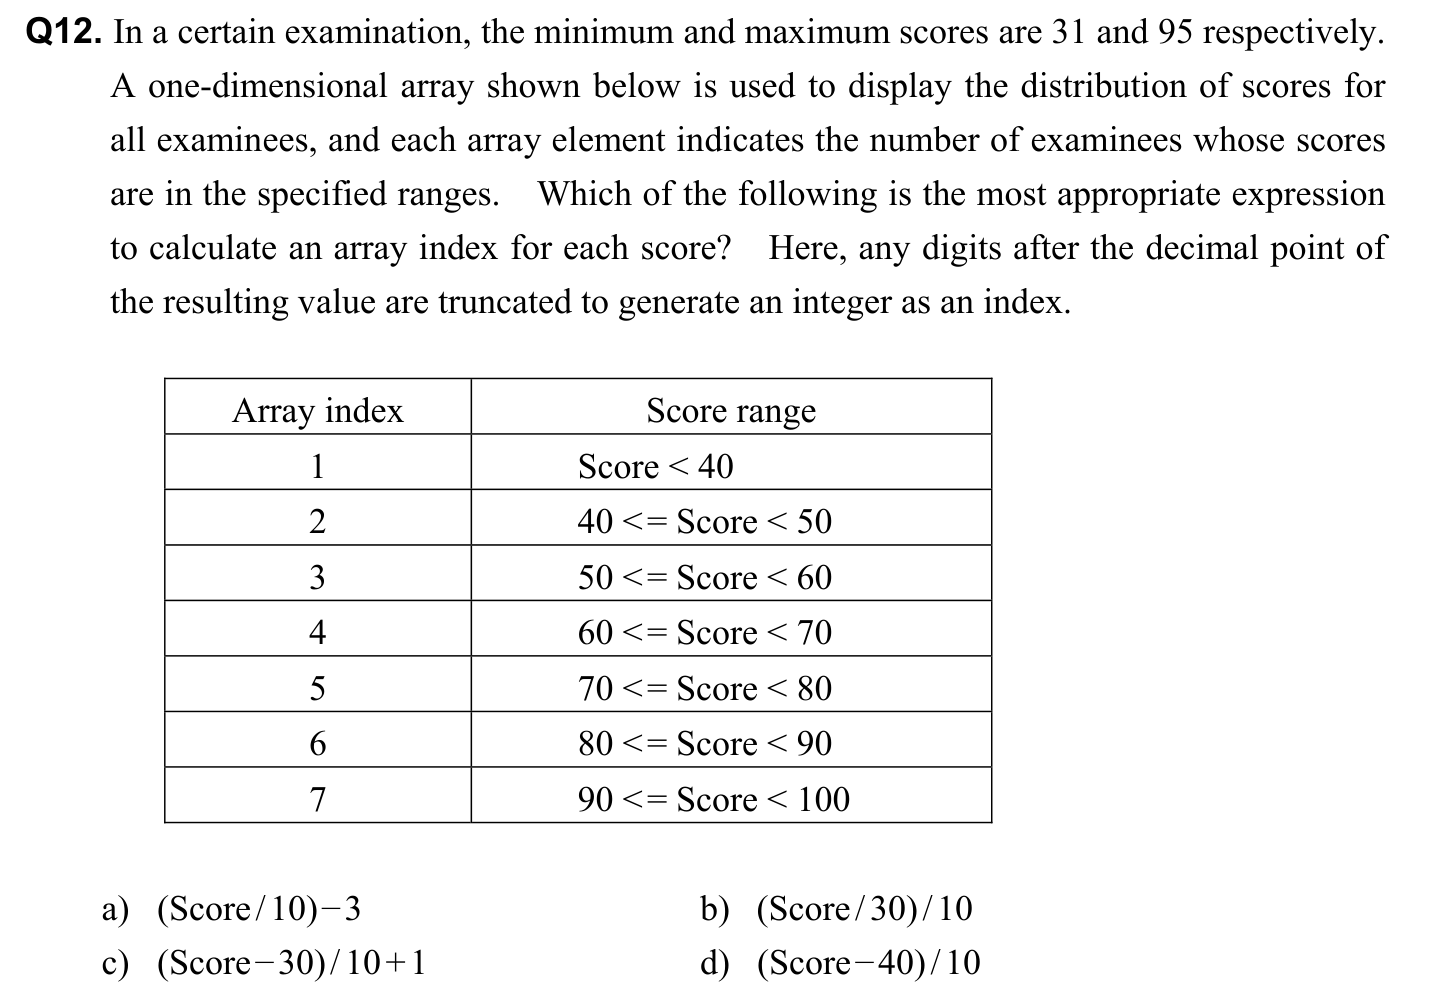 Q12. In a certain examination, the minimum and maximum scores are 31 and 95 respectively.
A one-dimensional array shown below is used to display the distribution of scores for
all examinees, and each array element indicates the number of examinees whose scores
are in the specified ranges. Which of the following is the most appropriate expression
to calculate an array index for each score? Here, any digits after the decimal point of
the resulting value are truncated to generate an integer as an index.
Array index Score range
1 Score < 40
2 40 <= Score < 50
3 50 <= Score < 60
4 60 <= Score < 70
5 70 <= Score < 80
6 80 <= Score < 90
7 90 <= Score < 100
a) (Score/10)−3 b) (Score/30)/10
c) (Score−30)/10+1 d) (Score−40)/10